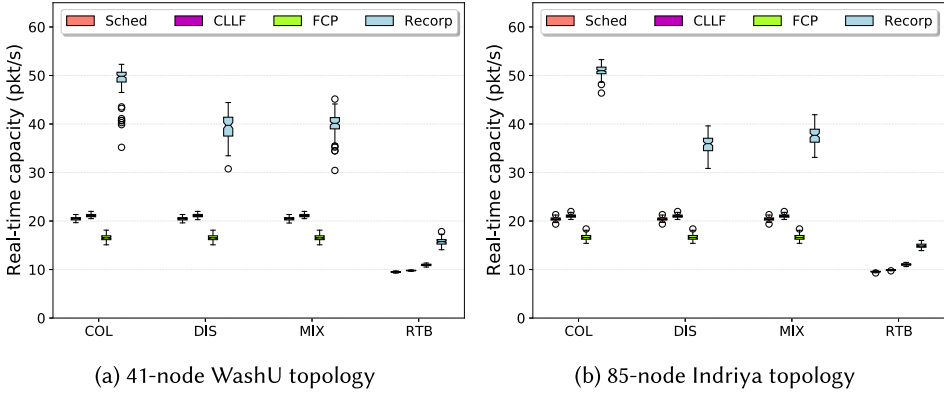 Sched CLLF FCP Recorp
Real-time capacity (pkt/s)
60
50
40
30
20
10
0
COL DIS MIX RTB
(a) 41-node WashU topology
Sched CLLF FCP Recorp
Real-time capacity (pkt/s)
60
50
40
30
20
10
0
COL DIS MIX RTB
(b) 85-node Indriya topology